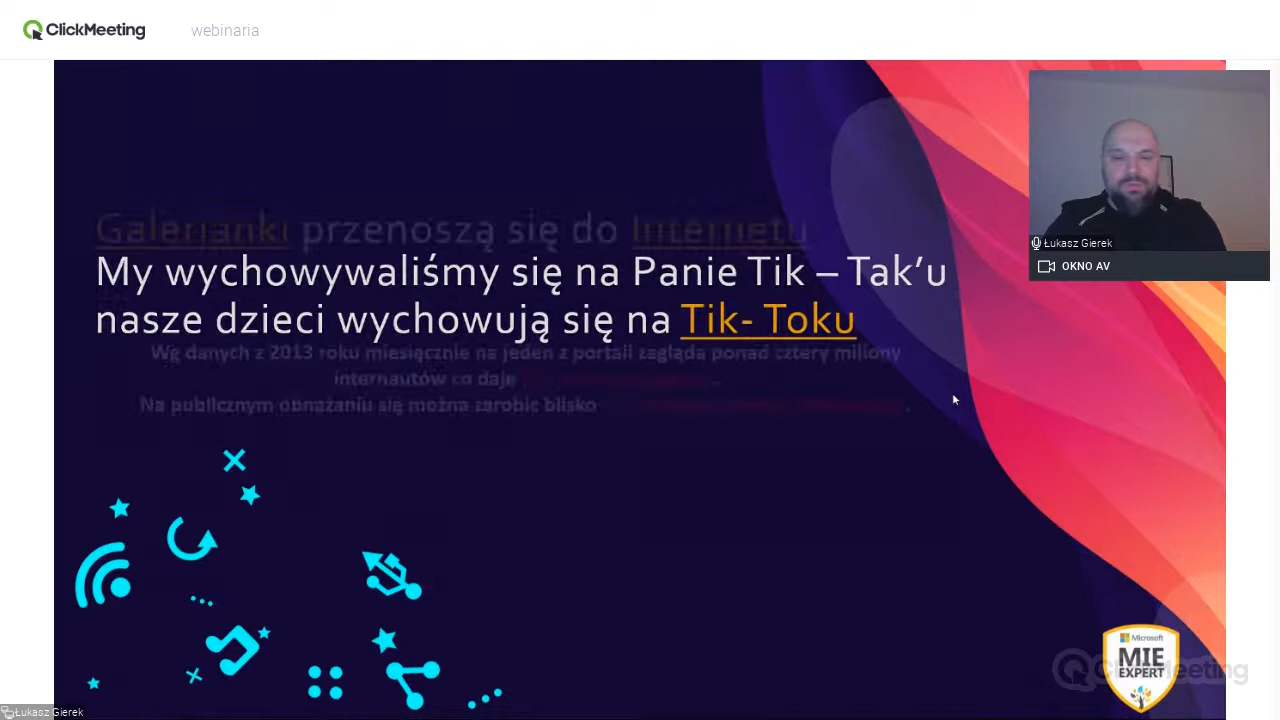 ClickMeeting
webinaria
Galerianki przenoszą się do Internetu
My wychowywaliśmy się na Panie Tik – Tak’u
nasze dzieci wychowują się na Tik- Toku
Wg danych z 2013 roku miesięcznie na jeden z portali zagląda ponad cztery miliony
internautów co daje
Na publicznym obnażaniu się można zarobić blisko
Łukasz Gierek
OKNO AV
Microsoft
MIE
EXPERT
ClickMeeting
Łukasz Gierek